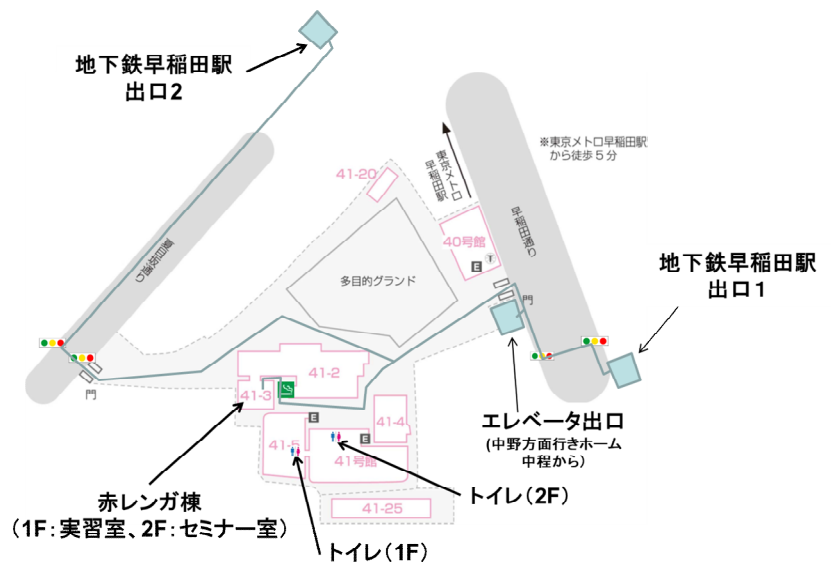 地下鉄早稲田駅
出口2
41-20
東京メトロ
早稲田駅
※東京メトロ早稲田駅
から徒歩5分
早稲田通り
夏目坂通り
40号館
E
多目的グランド
地下鉄早稲田駅
出口1
門
41-2
門
41-3
エレベータ出口
(中野方面行きホーム
中程から)
E
41-4
41-5
E
41号館
赤レンガ棟
(1F:実習室、2F:セミナー室)
トイレ(2F)
41-25
トイレ(1F)